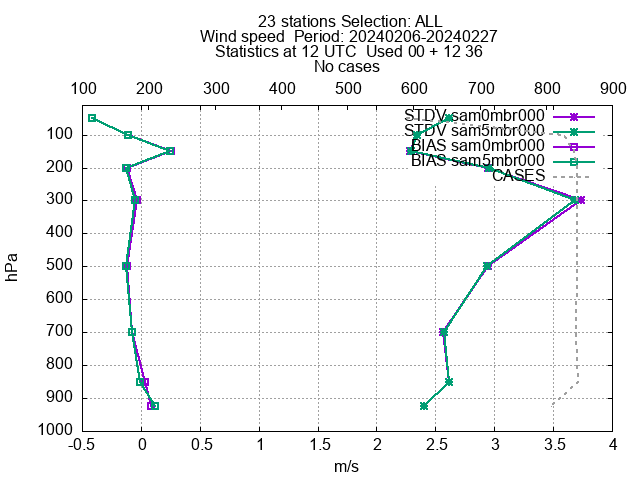 23 stations Selection: ALL
Wind speed  Period: 20240206-20240227
Statistics at 12 UTC  Used 00 + 12 36
No cases
100 200 300 400 500 600 700 800 900
STDV sam0mbr000
STDV sam5mbr000
BIAS sam0mbr000
BIAS sam5mbr000
CASES
100
200
300
400
500
600
700
800
900
1000
hPa
-0.5 0 0.5 1 1.5 2 2.5 3 3.5 4
m/s